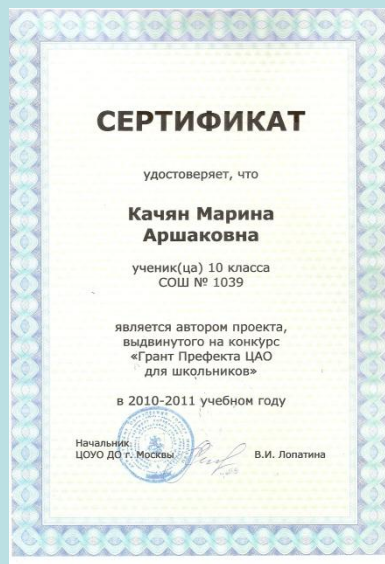 СЕРТИФИКАТ
удостоверяет, что
Качян Марина
Аршаковна
ученик(ца) 10 класса
СОШ № 1039
является автором проекта,
выдвинутого на конкурс
«Грант Префекта ЦАО
для школьников»
в 2010-2011 учебном году
Начальник
ЦОУО ДО г. Москвы
В.И. Лопатина